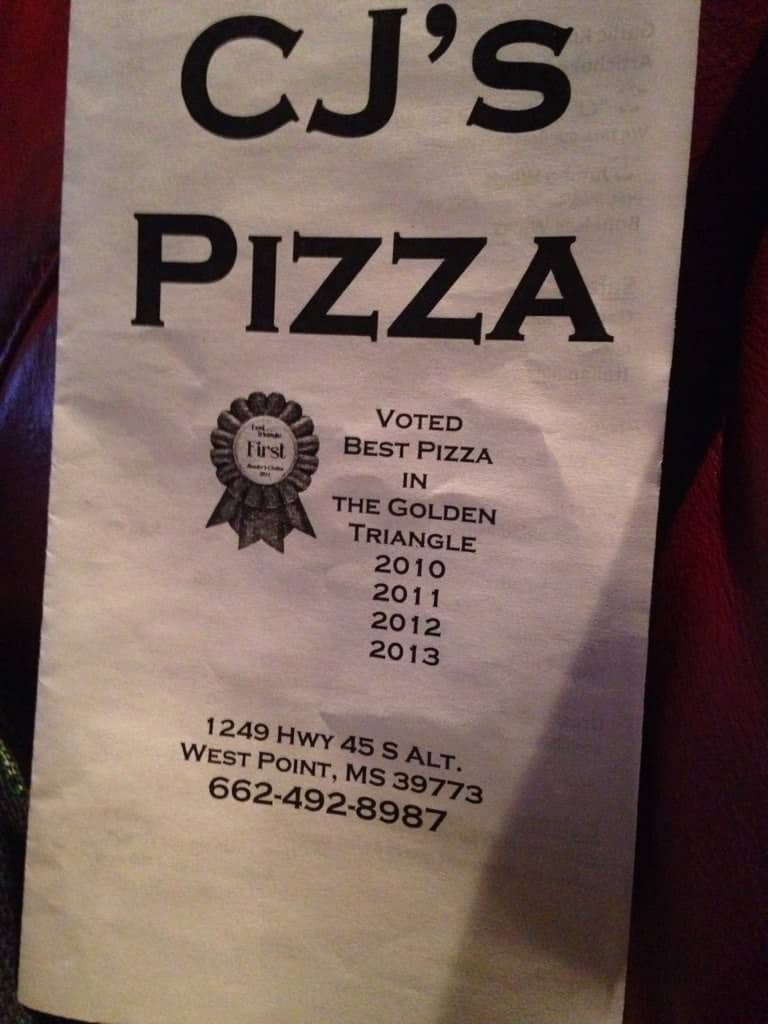 CJ'S
PIZZA
First
VOTED
BEST PIZZA
IN
THE GOLDEN
TRIANGLE
2010
2011
2012
2013
1249 HWY 45 S ALT.
WEST POINT, MS 39773
662-492-8987